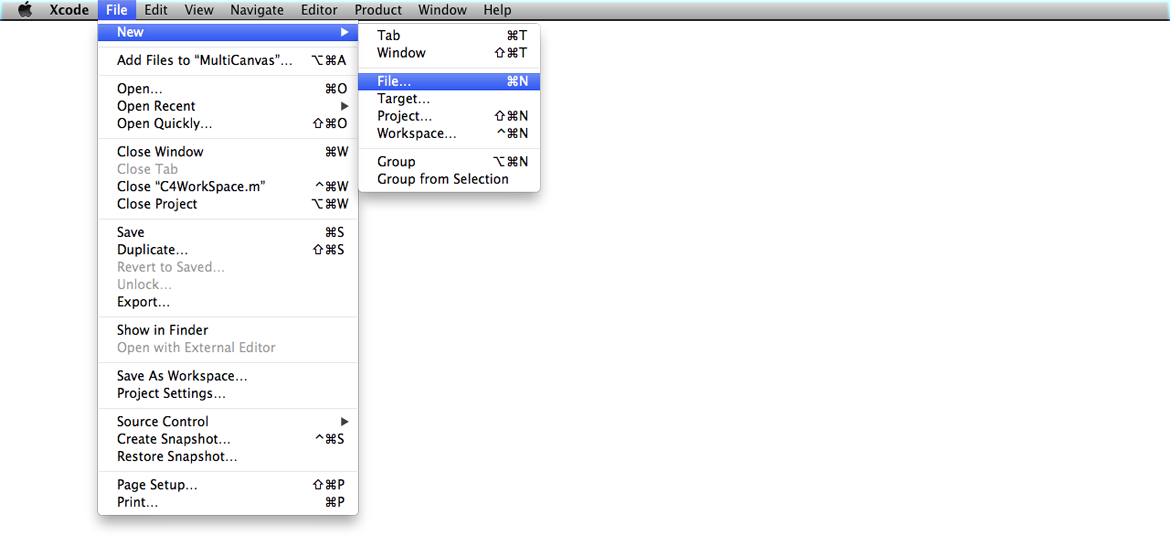 Xcode File Edit View Navigate Editor Product Window Help
New
Add Files to "MultiCanvas"... ⌥⌘A
Open... ⌘O
Open Recent
Open Quickly... ⇧⌘O
Close Window ⌘W
Close Tab
Close "C4WorkSpace.m" ^⌘W
Close Project ⌥⌘W
Save ⌘S
Duplicate... ⇧⌘S
Revert to Saved...
Unlock...
Export...
Show in Finder
Open with External Editor
Save As Workspace...
Project Settings...
Source Control
Create Snapshot... ^⌘S
Restore Snapshot...
Page Setup... ⇧⌘P
Print... ⌘P
Tab ⌘T
Window ⇧⌘T
File... ⌘N
Target...
Project... ⇧⌘N
Workspace... ^⌘N
Group ⌥⌘N
Group from Selection